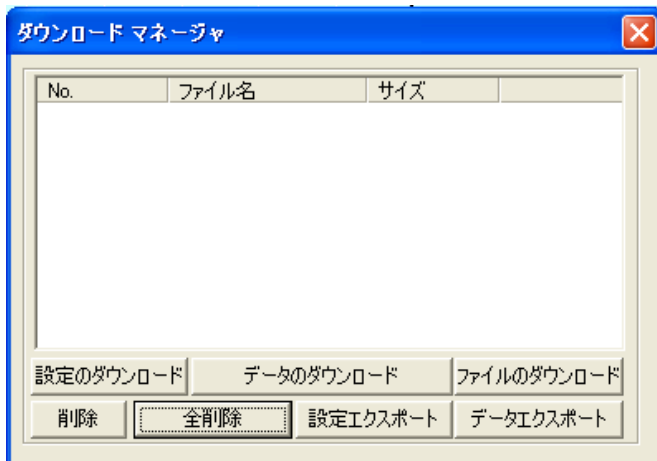 ダウンロード マネージャ
No. ファイル名 サイズ
設定のダウンロード データのダウンロード ファイルのダウンロード
削除 全削除 設定エクスポート データエクスポート